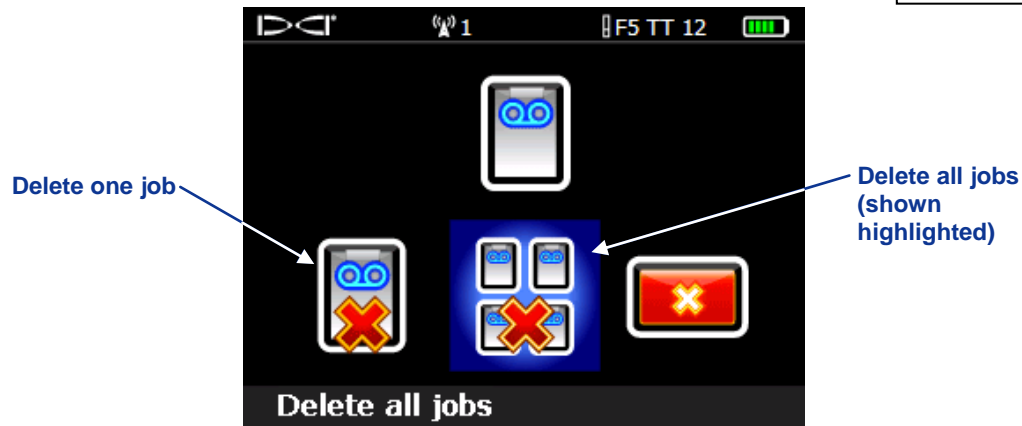 DCI
1
F5 TT 12
Delete one job
Delete all jobs
(shown
highlighted)
Delete all jobs